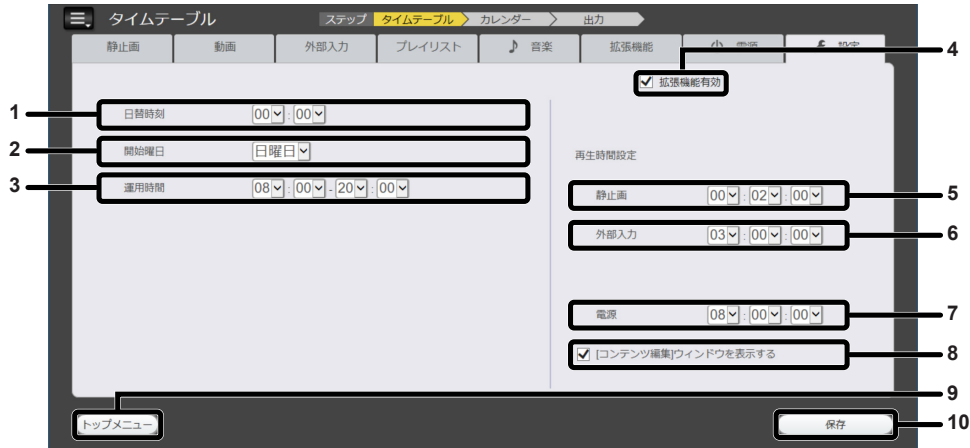 タイムテーブル ステップ タイムテーブル カレンダー 出力
静止画 動画 外部入力 プレイリスト ♪ 音楽 拡張機能 電源 設定
4
拡張機能有効
1 日替時刻 00 : 00
2 開始曜日 日曜日
再生時間設定
3 運用時間 08 : 00 - 20 : 00
静止画 00 : 02 : 00 5
外部入力 03 : 00 : 00 6
電源 08 : 00 : 00 7
[コンテンツ編集]ウィンドウを表示する 8
9
トップメニュー 保存 10